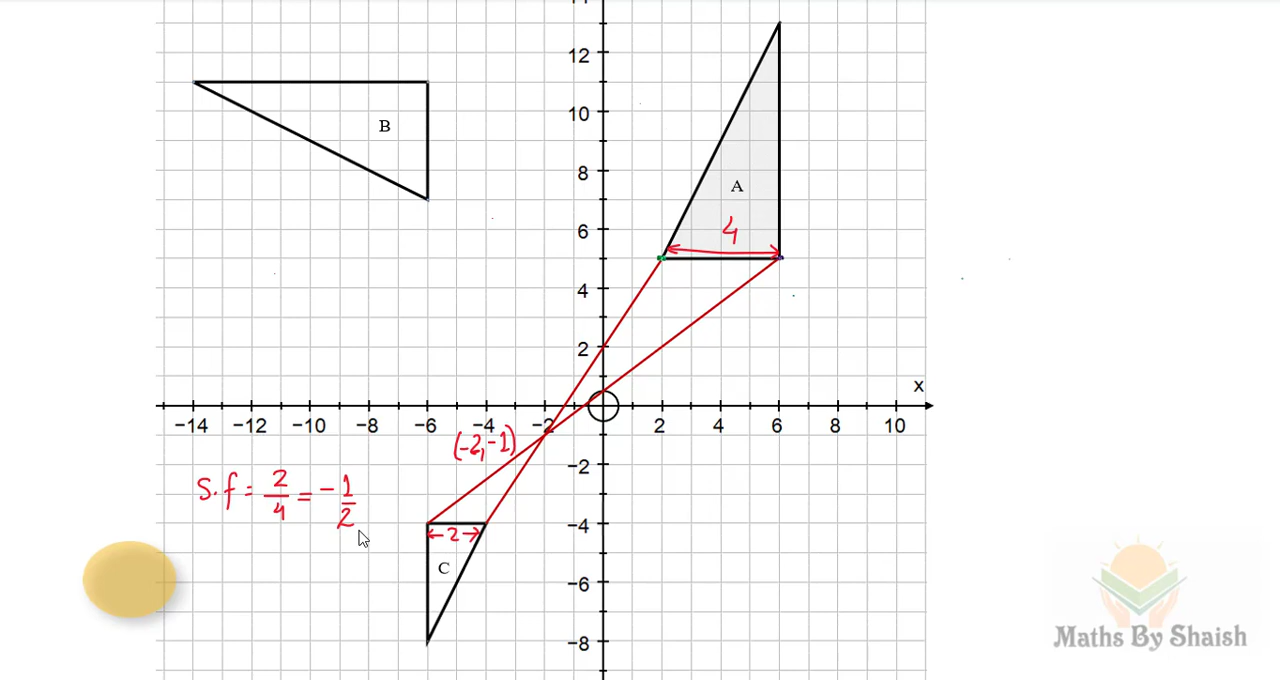 14
12
B
10
8
A
6
4
4
2
x
-14 -12 -10 -8 -6 -4 -2 2 4 6 8 10
(-2,-1)
-2
S.f = 2/4 = -1/2
-4
2
C
-6
-8
Maths By Shaish